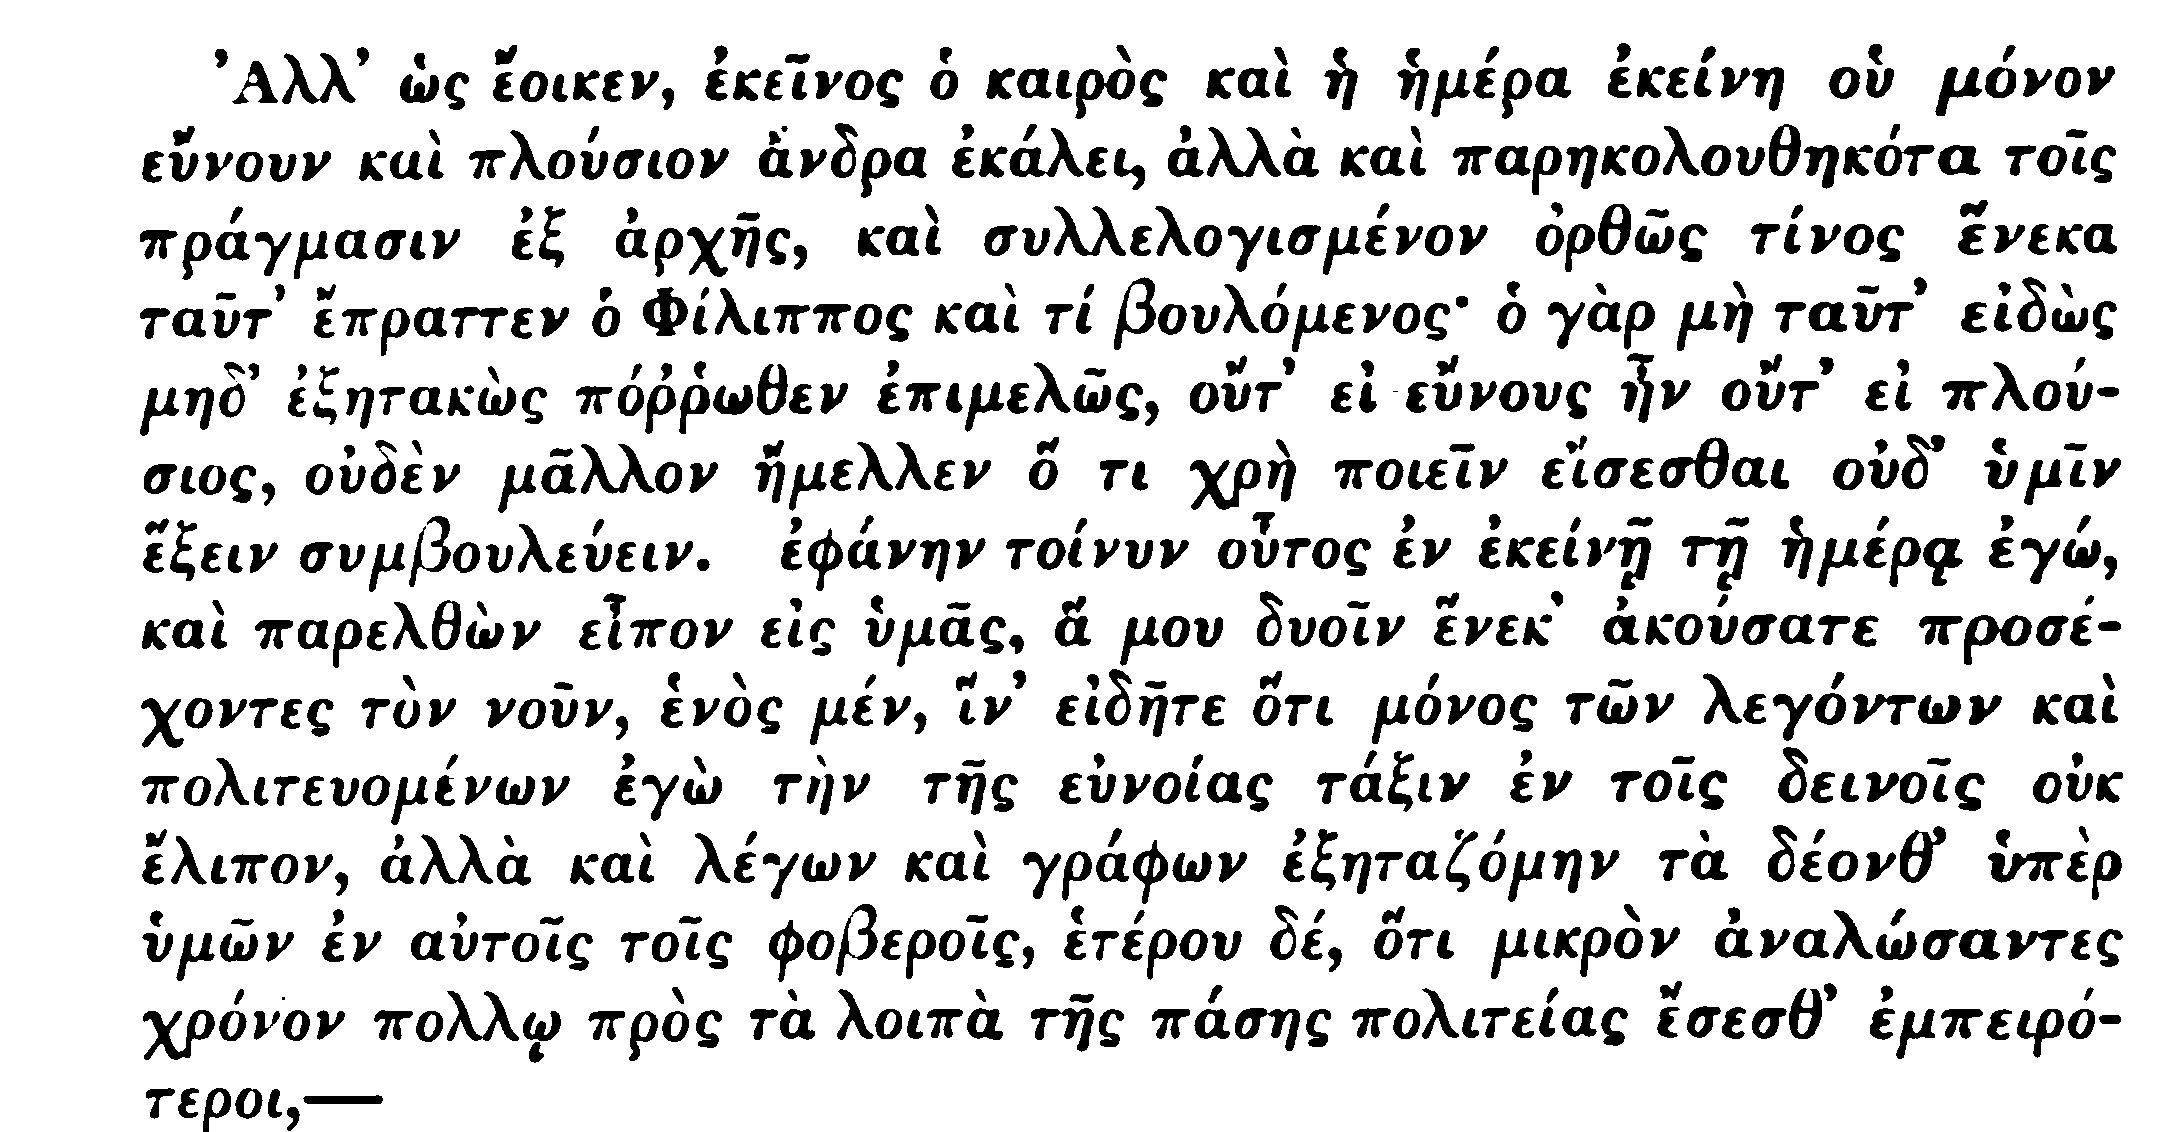 Ἀλλ’ ὡς ἔοικεν, ἐκεῖνος ὁ καιρὸς καὶ ἡ ἡμέρα ἐκείνη οὐ μόνον
εὔνουν καὶ πλούσιον ἄνδρα ἐκάλει, ἀλλὰ καὶ παρηκολουθηκότα τοῖς
πράγμασιν ἐξ ἀρχῆς, καὶ συλλελογισμένον ὀρθῶς τίνος ἕνεκα
ταῦτ’ ἔπραττεν ὁ Φίλιππος καὶ τί βουλόμενος· ὁ γὰρ μὴ ταῦτ’ εἰδὼς
μηδ’ ἐξητακὼς πόῤῥωθεν ἐπιμελῶς, οὔτ’ εἰ εὔνους ἦν οὔτ’ εἰ πλού-
σιος, οὐδὲν μᾶλλον ἤμελλεν ὅ τι χρὴ ποιεῖν εἴσεσθαι οὐδ’ ὑμῖν
ἕξειν συμβουλεύειν. ἐφάνην τοίνυν οὗτος ἐν ἐκείνῃ τῇ ἡμέρᾳ ἐγώ,
καὶ παρελθὼν εἶπον εἰς ὑμᾶς, ἅ μου δυοῖν ἕνεκ’ ἀκούσατε προσέ-
χοντες τὸν νοῦν, ἑνὸς μέν, ἵν’ εἰδῆτε ὅτι μόνος τῶν λεγόντων καὶ
πολιτευομένων ἐγὼ τὴν τῆς εὐνοίας τάξιν ἐν τοῖς δεινοῖς οὐκ
ἔλιπον, ἀλλὰ καὶ λέγων καὶ γράφων ἐξηταζόμην τὰ δέονθ’ ὑπὲρ
ὑμῶν ἐν αὐτοῖς τοῖς φοβεροῖς, ἑτέρου δέ, ὅτι μικρὸν ἀναλώσαντες
χρόνον πολλῳ πρὸς τὰ λοιπὰ τῆς πάσης πολιτείας ἔσεσθ’ ἐμπειρό-
τεροι,—